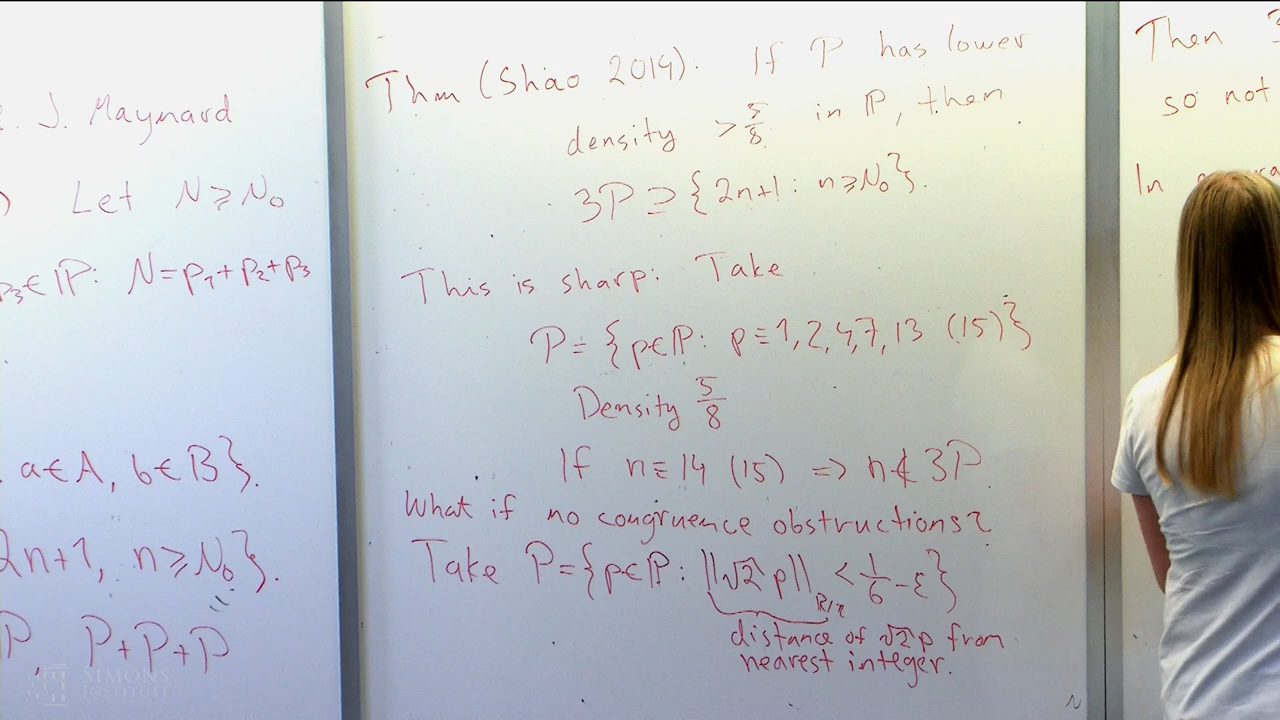 J. Maynard
Let N ≥ N₀
p₃∈ℙ: N=p₁+p₂+p₃
a∈A, b∈B}.
2n+1, n≥N₀}.
P, P+P+P
SIMONS
INSTITUTE
Thm (Shao 2014). If P has lower
density > 5/8 in ℙ, then
3P ⊇ {2n+1: n≥N₀}.
This is sharp: Take
P = {p∈ℙ: p≡1,2,4,7,13 (15)}
Density 5/8
If n≡14 (15) ⇒ n∉3P.
What if no congruence obstructions?
Take P={p∈ℙ: ||√2 p||_ℝ/ℤ < 1/6 - ε}
distance of √2 p from
nearest integer.
Then
so not
In